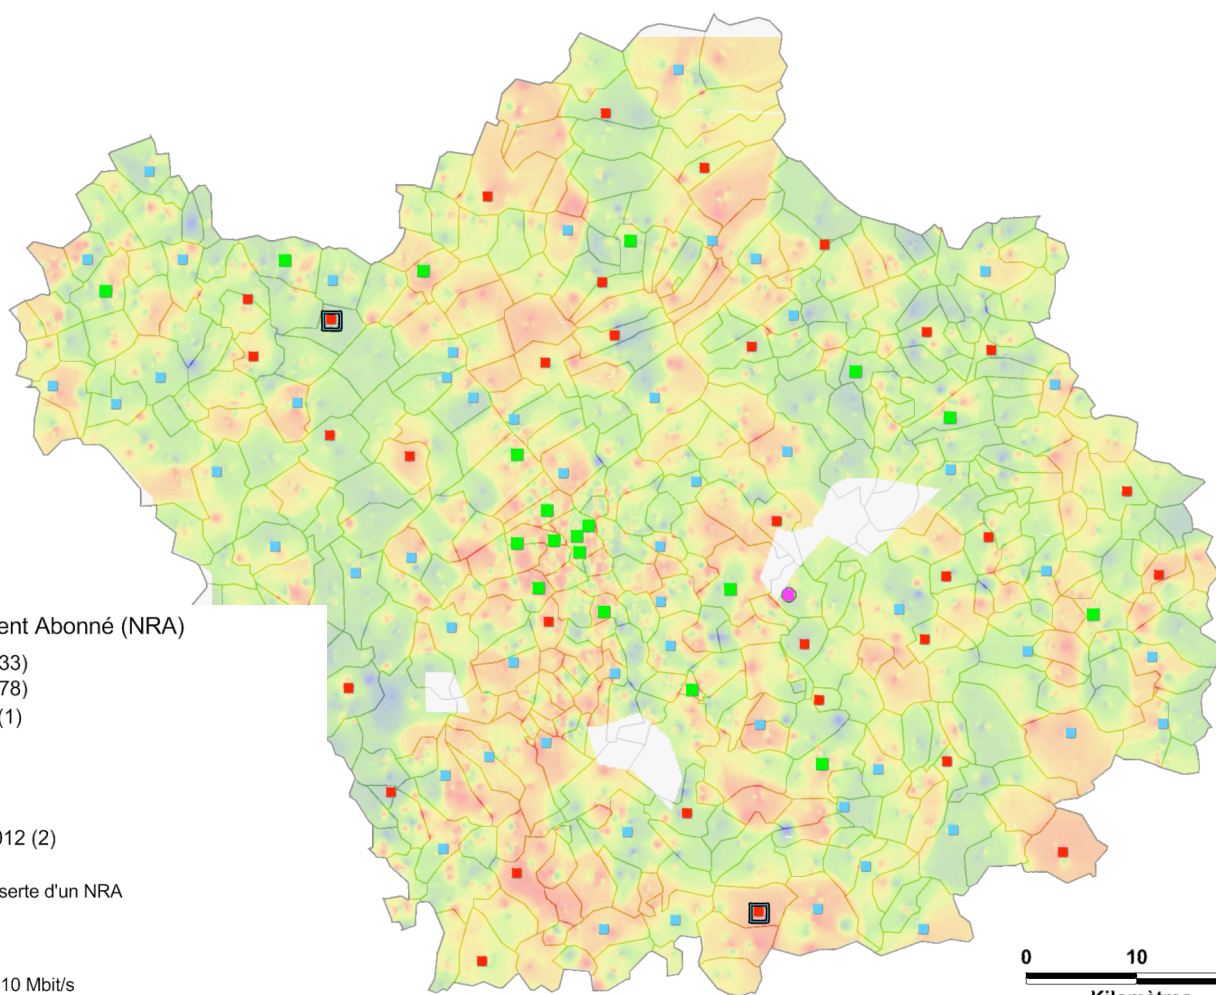 ent Abonné (NRA)
33)
78)
(1)
012 (2)
serte d'un NRA
10 Mbit/s
0 10